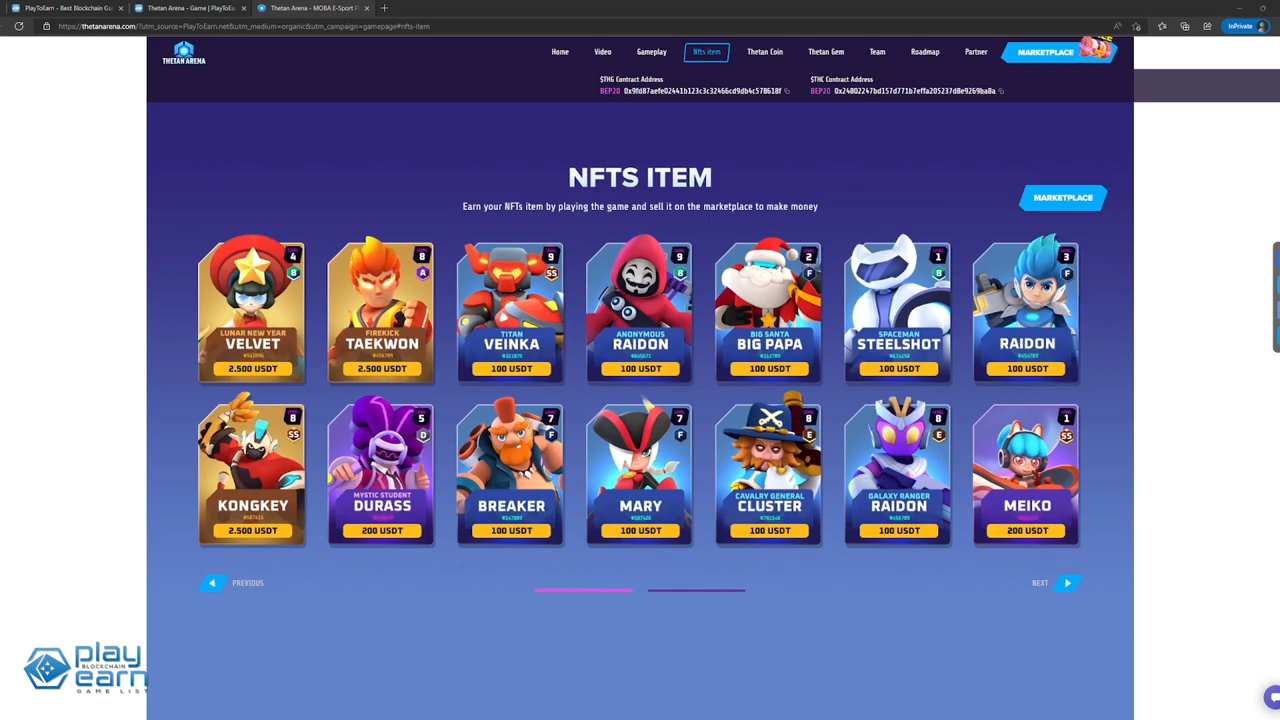 PlayToEarn - Best Blockchain Ga
Thetan Arena - Game | PlayToEar
Thetan Arena - MOBA E-Sport P
https://thetanarena.com/?utm_source=PlayToEarn.net&utm_medium=organic&utm_campaign=gamepage#nfts-item
InPrivate
THETAN ARENA
Home
Video
Gameplay
Nfts item
Thetan Coin
Thetan Gem
Team
Roadmap
Partner
MARKETPLACE
$THG Contract Address
BEP20 0x9fd87aefe02441b123c3c32466cd9db4c578618f
$THC Contract Address
BEP20 0x24802247bd157d771b7effa205237d8e9269ba8a
NFTS ITEM
Earn your NFTs item by playing the game and sell it on the marketplace to make money
MARKETPLACE
4
B
LUNAR NEW YEAR
VELVET
2.500 USDT
8
A
FIREKICK
TAEKWON
#456789
2.500 USDT
9
SS
TITAN
VEINKA
100 USDT
9
B
ANONYMOUS
RAIDON
100 USDT
2
F
BIG SANTA
BIG PAPA
100 USDT
1
B
SPACEMAN
STEELSHOT
100 USDT
3
F
RAIDON
100 USDT
8
SS
KONGKEY
2.500 USDT
5
D
MYSTIC STUDENT
DURASS
200 USDT
7
F
BREAKER
100 USDT
7
F
MARY
100 USDT
8
E
CAVALRY GENERAL
CLUSTER
100 USDT
8
E
GALAXY RANGER
RAIDON
#456789
100 USDT
1
SS
MEIKO
200 USDT
PREVIOUS
NEXT
play
BLOCKCHAIN
earn
GAME LIST